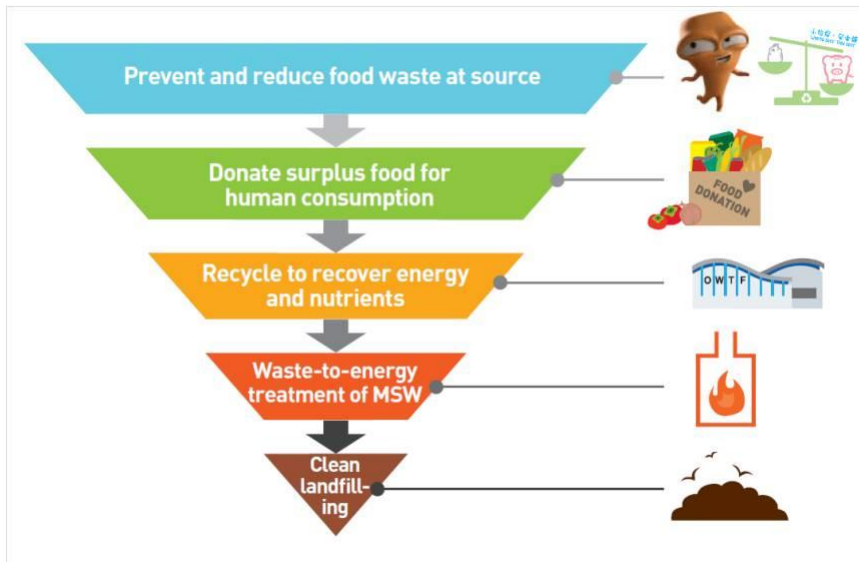 Prevent and reduce food waste at source
Donate surplus food for
human consumption
FOOD
DONATION
Recycle to recover energy
and nutrients
OWTF
Waste-to-energy
treatment of MSW
Clean
landfill-
ing